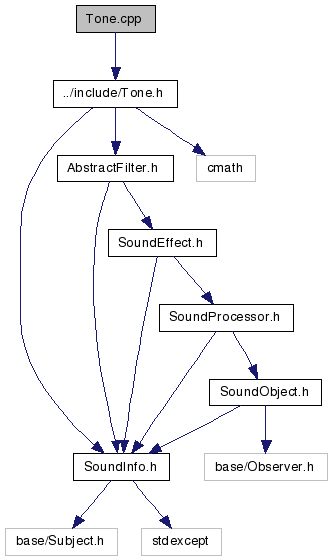 Tone.cpp
../include/Tone.h
AbstractFilter.h
cmath
SoundEffect.h
SoundProcessor.h
SoundObject.h
SoundInfo.h
base/Observer.h
base/Subject.h
stdexcept